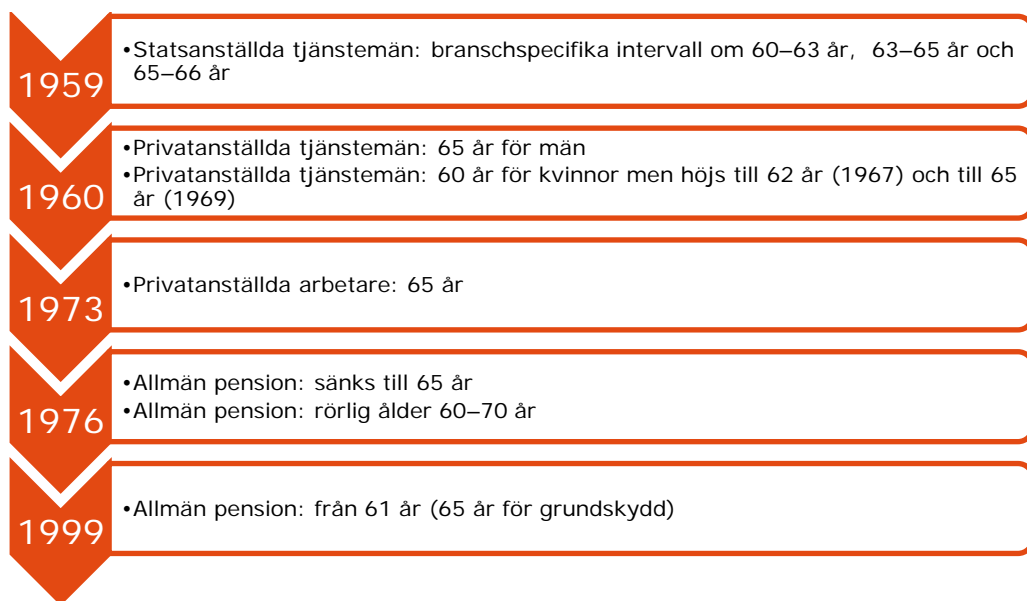 1959
•Statsanställda tjänstemän: branschspecifika intervall om 60–63 år, 63–65 år och
65–66 år
1960
•Privatanställda tjänstemän: 65 år för män
•Privatanställda tjänstemän: 60 år för kvinnor men höjs till 62 år (1967) och till 65
år (1969)
1973
•Privatanställda arbetare: 65 år
1976
•Allmän pension: sänks till 65 år
•Allmän pension: rörlig ålder 60–70 år
1999
•Allmän pension: från 61 år (65 år för grundskydd)